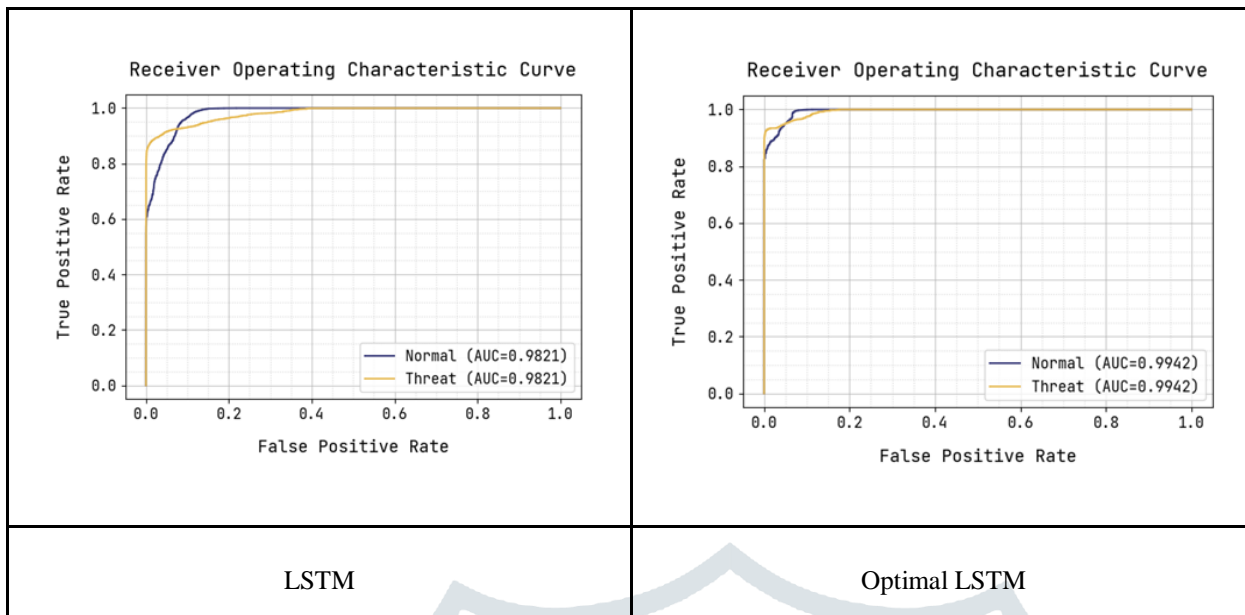 Receiver Operating Characteristic Curve
1.0
0.8
0.6
0.4
0.2
0.0
True Positive Rate
Normal (AUC=0.9821)
Threat (AUC=0.9821)
0.0 0.2 0.4 0.6 0.8 1.0
False Positive Rate
LSTM
Receiver Operating Characteristic Curve
1.0
0.8
0.6
0.4
0.2
0.0
True Positive Rate
Normal (AUC=0.9942)
Threat (AUC=0.9942)
0.0 0.2 0.4 0.6 0.8 1.0
False Positive Rate
Optimal LSTM